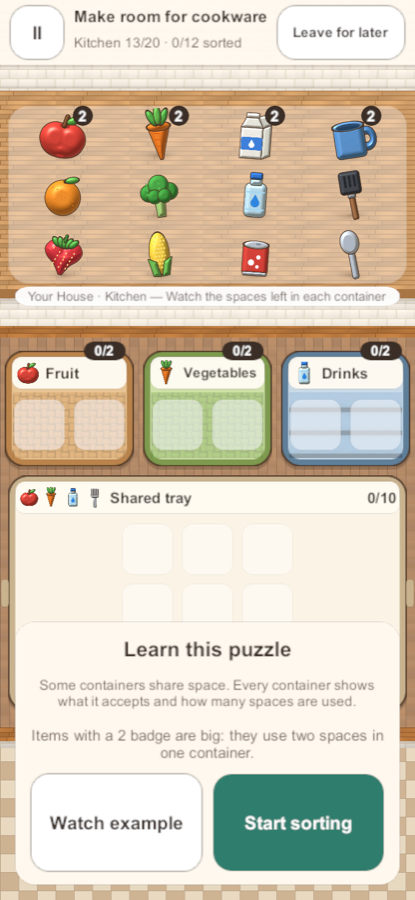 Make room for cookware
Kitchen 13/20 · 0/12 sorted
Leave for later
2
2
2
2
Your House · Kitchen — Watch the spaces left in each container
0/2
0/2
0/2
Fruit
Vegetables
Drinks
Shared tray
0/10
Learn this puzzle
Some containers share space. Every container shows
what it accepts and how many spaces are used.
Items with a 2 badge are big: they use two spaces in
one container.
Watch example
Start sorting